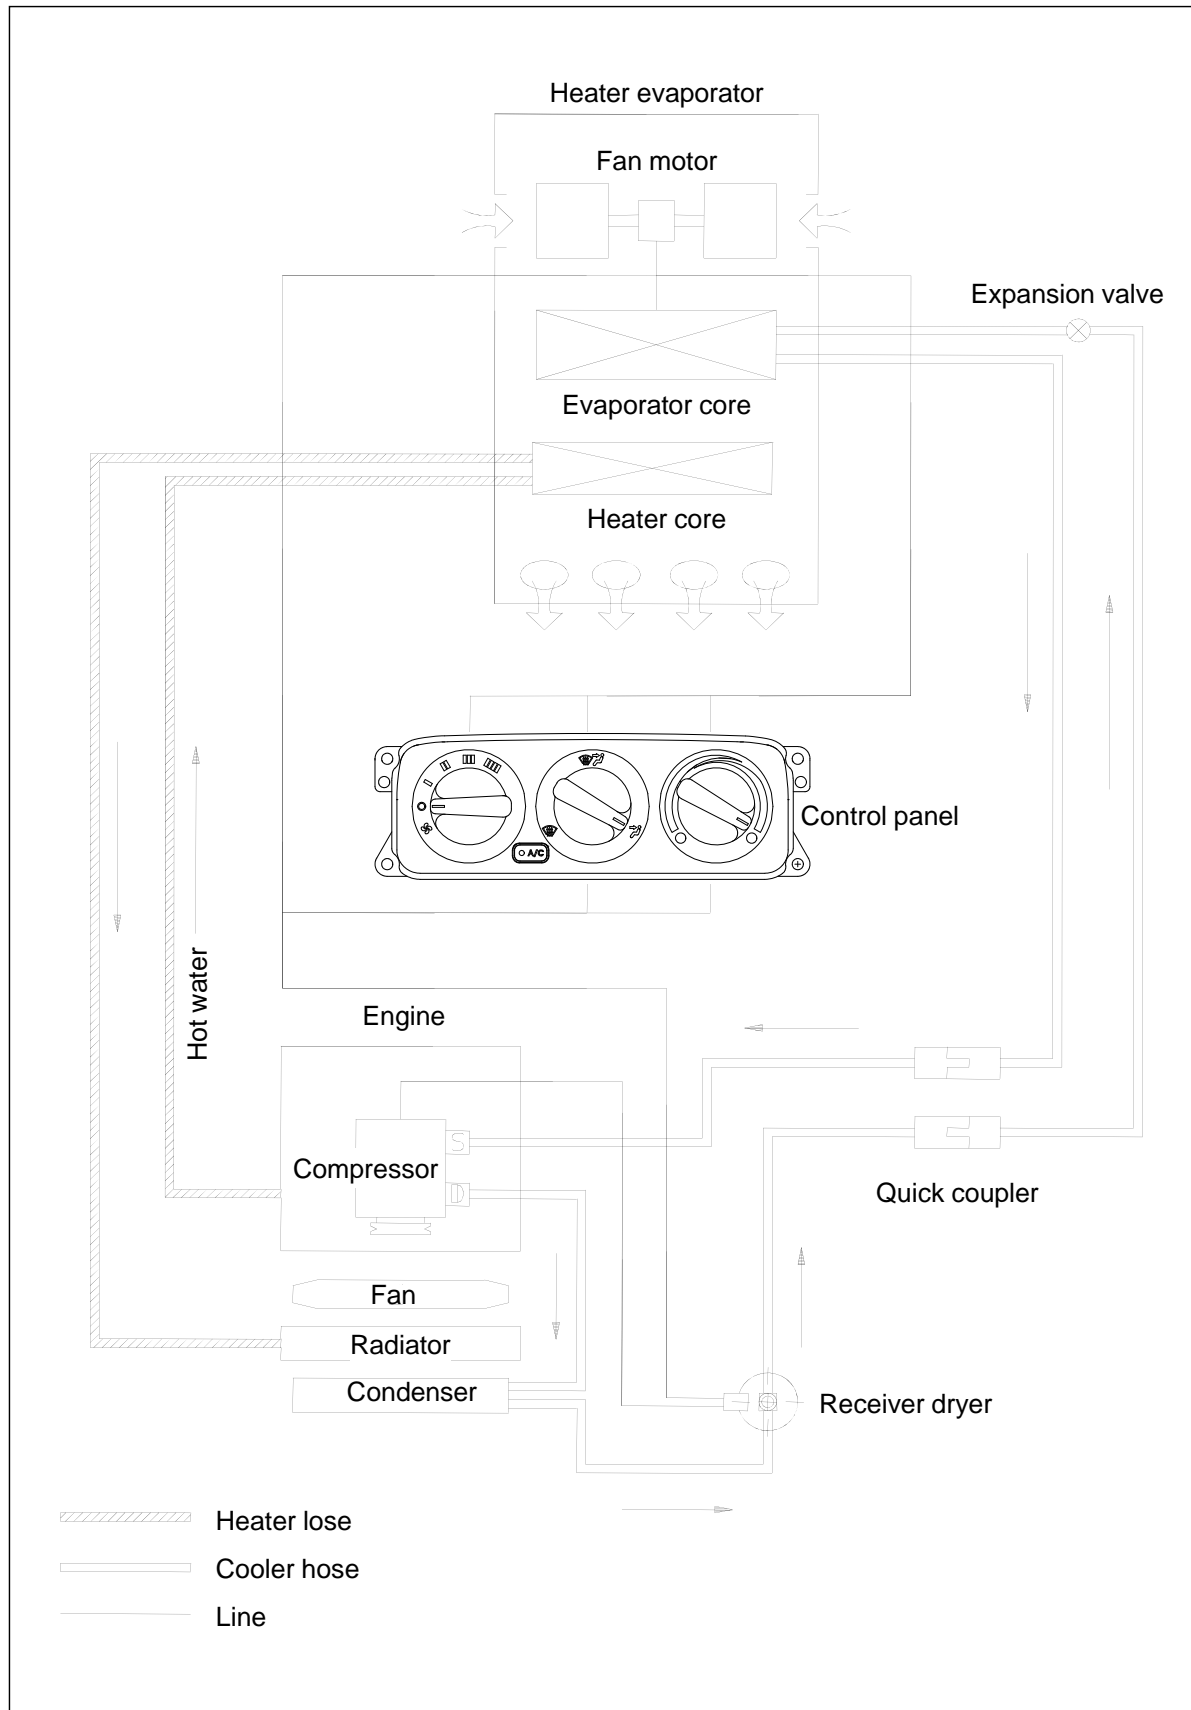 Heater evaporator
Fan motor
Expansion valve
Evaporator core
Heater core
Control panel
A/C
Hot water
Engine
S
Compressor
D
Quick coupler
Fan
Radiator
Condenser
Receiver dryer
Heater lose
Cooler hose
Line